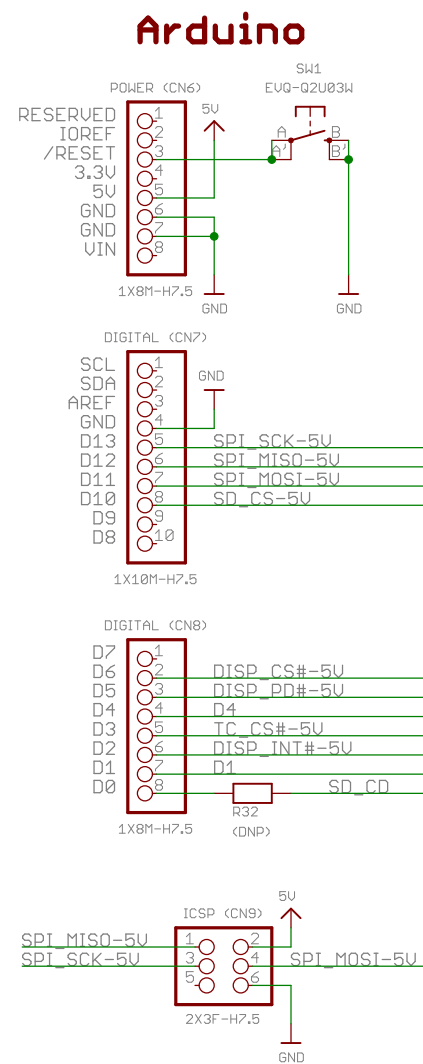 Arduino
SW1
POWER (CN6)
EVQ-Q2U03W
5V
RESERVED 1
IOREF 2
A B
/RESET 3
A' B'
3.3V 4
5V 5
GND 6
GND 7
VIN 8
1X8M-H7.5
GND
GND
DIGITAL (CN7)
SCL 1
GND
SDA 2
AREF 3
GND 4
D13 5 SPI_SCK-5V
D12 6 SPI_MISO-5V
D11 7 SPI_MOSI-5V
D10 8 SD_CS-5V
D9 9
D8 10
1X10M-H7.5
DIGITAL (CN8)
D7 1
D6 2 DISP_CS#-5V
D5 3 DISP_PD#-5V
D4 4 D4
D3 5 TC_CS#-5V
D2 6 DISP_INT#-5V
D1 7 D1
D0 8 SD_CD
R32
1X8M-H7.5
(DNP)
5V
ICSP (CN9)
SPI_MISO-5V 1 2
SPI_SCK-5V 3 4 SPI_MOSI-5V
5 6
2X3F-H7.5
GND